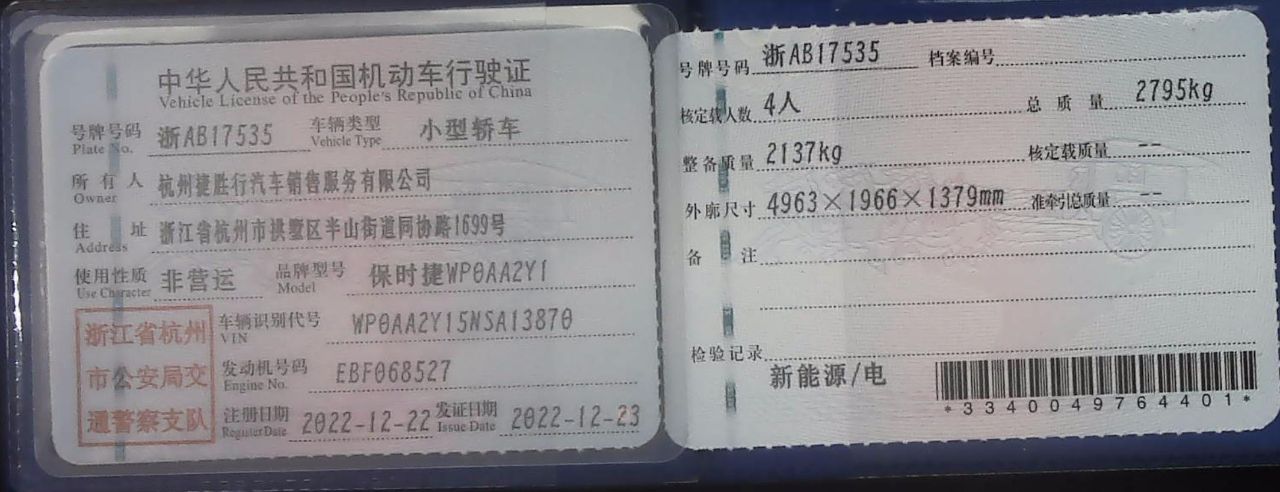 中华人民共和国机动车行驶证
Vehicle License of the People's Republic of China
号牌号码 浙AB17535 车辆类型 小型轿车
Plate No. Vehicle Type
所有人 杭州捷胜行汽车销售服务有限公司
Owner
住址 浙江省杭州市拱墅区半山街道同协路1699号
Address
使用性质 非营运 品牌型号 保时捷WP0AA2Y1
Use Character Model
浙江省杭州
市公安局交
通警察支队
车辆识别代号 WP0AA2Y15NSA13870
VIN
发动机号码 EBF068527
Engine No.
注册日期 2022-12-22 发证日期 2022-12-23
Register Date Issue Date
号牌号码 浙AB17535 档案编号
核定载人数 4人 总质量 2795kg
整备质量 2137kg 核定载质量 --
外廓尺寸 4963×1966×1379mm 准牵引总质量 --
备注
检验记录
新能源/电
*3340049764401*